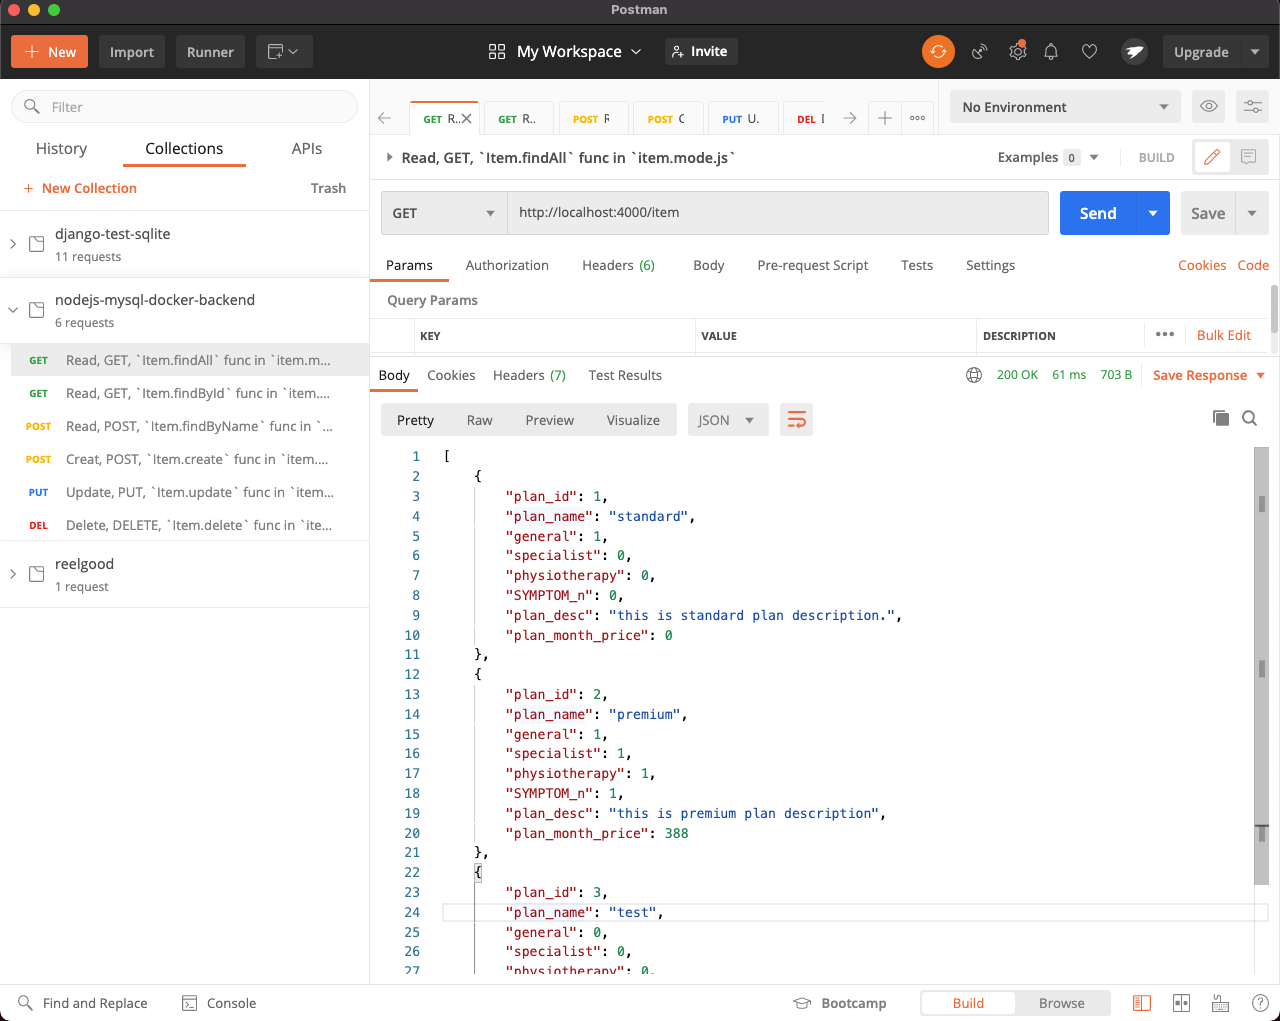 Postman
New
Import
Runner
My Workspace
Invite
Upgrade
Filter
History
Collections
APIs
+ New Collection
Trash
django-test-sqlite
11 requests
nodejs-mysql-docker-backend
6 requests
GET Read, GET, `Item.findAll` func in `item.m...
GET Read, GET, `Item.findById` func in `item....
POST Read, POST, `Item.findByName` func in `...
POST Creat, POST, `Item.create` func in `item....
PUT Update, PUT, `Item.update` func in `item...
DEL Delete, DELETE, `Item.delete` func in `ite...
reelgood
1 request
GET R..
GET R..
POST F
POST C
PUT U.
DEL
No Environment
Read, GET, `Item.findAll` func in `item.mode.js`
Examples 0
BUILD
GET
http://localhost:4000/item
Send
Save
Params
Authorization
Headers (6)
Body
Pre-request Script
Tests
Settings
Cookies
Code
Query Params
KEY
VALUE
DESCRIPTION
Bulk Edit
Body
Cookies
Headers (7)
Test Results
200 OK
61 ms
703 B
Save Response
Pretty
Raw
Preview
Visualize
JSON
1 [
2 {
3 "plan_id": 1,
4 "plan_name": "standard",
5 "general": 1,
6 "specialist": 0,
7 "physiotherapy": 0,
8 "SYMPTOM_n": 0,
9 "plan_desc": "this is standard plan description.",
10 "plan_month_price": 0
11 },
12 {
13 "plan_id": 2,
14 "plan_name": "premium",
15 "general": 1,
16 "specialist": 1,
17 "physiotherapy": 1,
18 "SYMPTOM_n": 1,
19 "plan_desc": "this is premium plan description",
20 "plan_month_price": 388
21 },
22 {
23 "plan_id": 3,
24 "plan_name": "test",
25 "general": 0,
26 "specialist": 0,
27 "physiotherapy": 0,
Find and Replace
Console
Bootcamp
Build
Browse